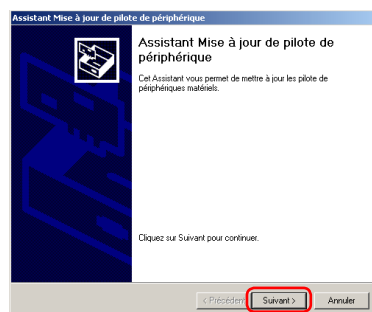 Assistant Mise à jour de pilote de périphérique
Assistant Mise à jour de pilote de
périphérique
Cet Assistant vous permet de mettre à jour les pilote de
périphériques matériels.
Cliquez sur Suivant pour continuer.
< Précédent Suivant > Annuler